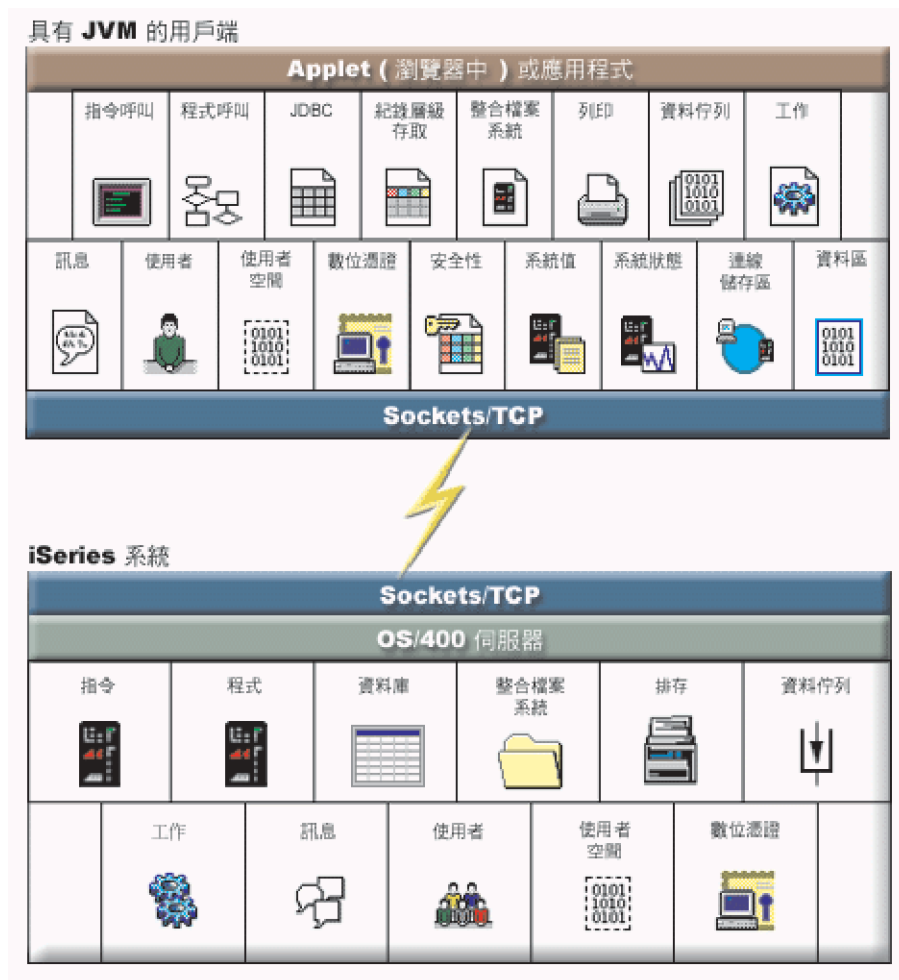 具有 JVM 的用戶端
Applet ( 瀏覽器中 ) 或應用程式
指令呼叫
程式呼叫
JDBC
紀錄層級
存取
整合檔案
系統
列印
資料佇列
工作
0101
1010
0101
訊息
使用者
使用者
空間
數位憑證
安全性
系統值
系統狀態
連線
儲存區
資料區
0101
1010
0101
0101
1010
0101
Sockets/TCP
iSeries 系統
Sockets/TCP
OS/400 伺服器
指令
程式
資料庫
整合檔案
系統
排存
資料佇列
工作
訊息
使用者
使用者
空間
數位憑證
0101
1010
0101